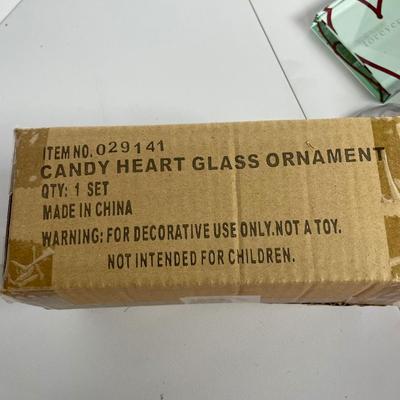 forever
ITEM NO. 029141
CANDY HEART GLASS ORNAMENT
QTY: 1 SET
MADE IN CHINA
WARNING: FOR DECORATIVE USE ONLY. NOT A TOY.
NOT INTENDED FOR CHILDREN.